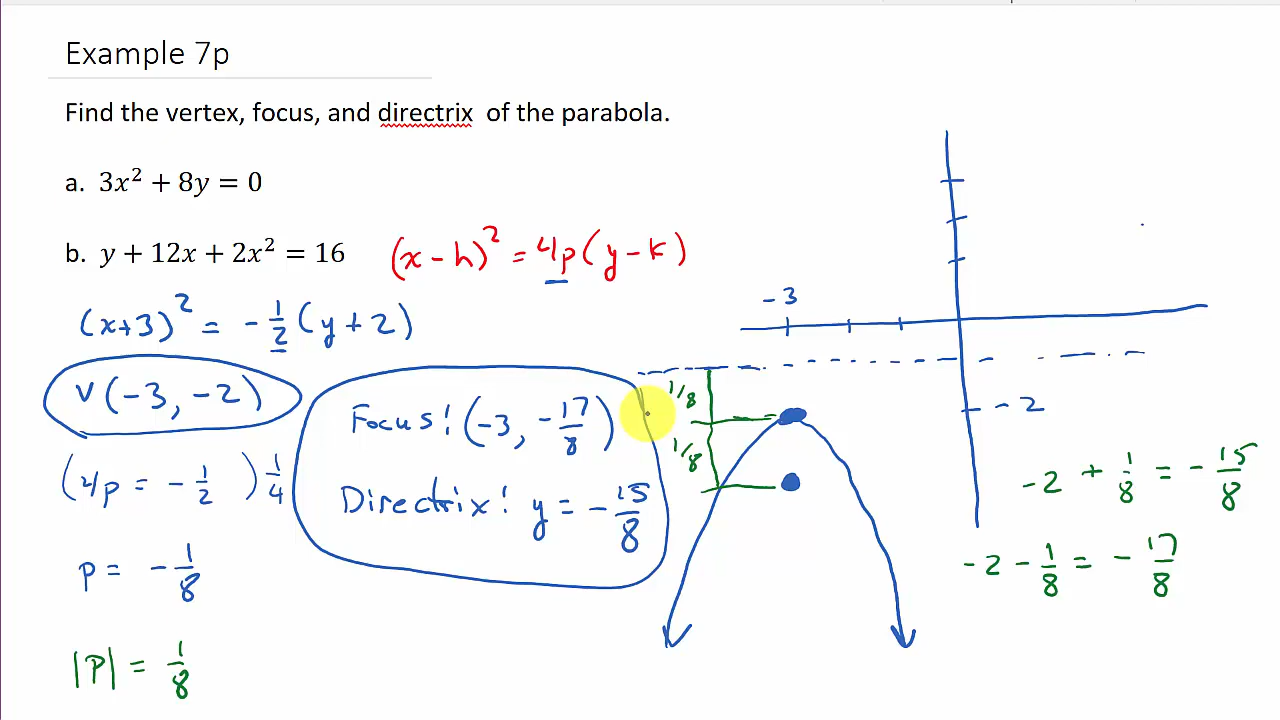 Example 7p
Find the vertex, focus, and directrix of the parabola.
a. 3x² + 8y = 0
b. y + 12x + 2x² = 16
(x-h)² = 4p(y-k)
(x+3)² = -1/2(y+2)
V(-3, -2)
(4p = -1/2)1/4
p = -1/8
|P| = 1/8
Focus: (-3, -17/8)
Directrix: y = -15/8
-3
1/8
1/8
-2
-2 + 1/8 = -15/8
-2 - 1/8 = -17/8